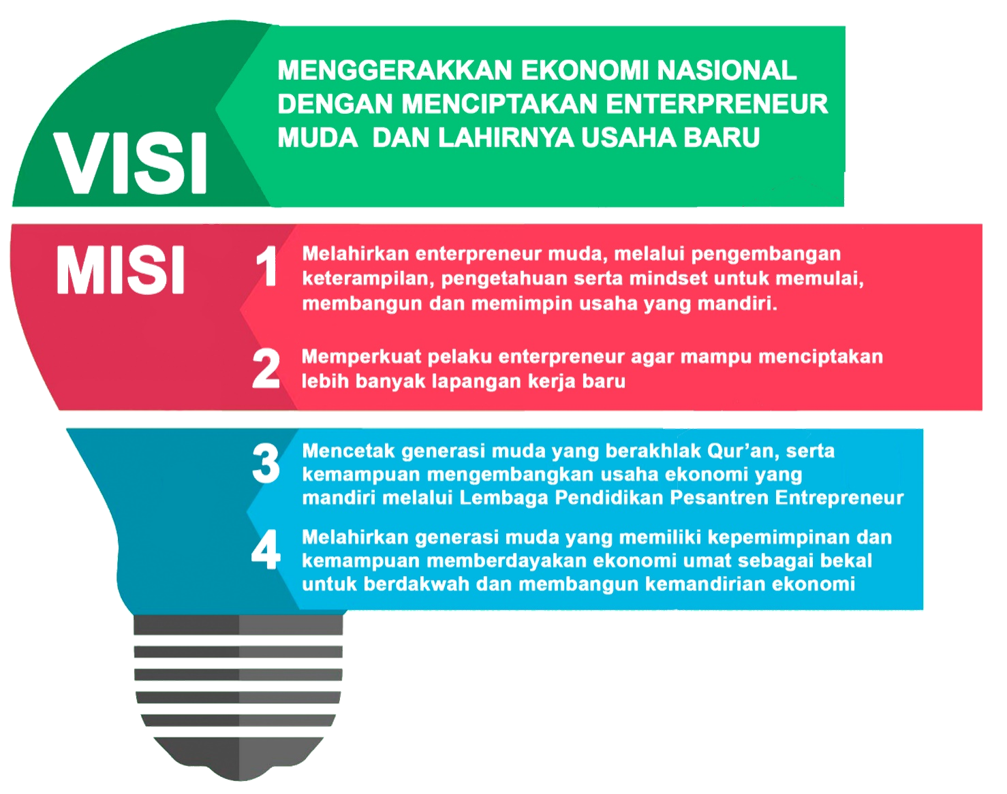 VISI
MENGGERAKKAN EKONOMI NASIONAL
DENGAN MENCIPTAKAN ENTERPRENEUR
MUDA DAN LAHIRNYA USAHA BARU
MISI
1 Melahirkan enterpreneur muda, melalui pengembangan
keterampilan, pengetahuan serta mindset untuk memulai,
membangun dan memimpin usaha yang mandiri.
2 Memperkuat pelaku enterpreneur agar mampu menciptakan
lebih banyak lapangan kerja baru
3 Mencetak generasi muda yang berakhlak Qur’an, serta
kemampuan mengembangkan usaha ekonomi yang
mandiri melalui Lembaga Pendidikan Pesantren Entrepreneur
4 Melahirkan generasi muda yang memiliki kepemimpinan dan
kemampuan memberdayakan ekonomi umat sebagai bekal
untuk berdakwah dan membangun kemandirian ekonomi